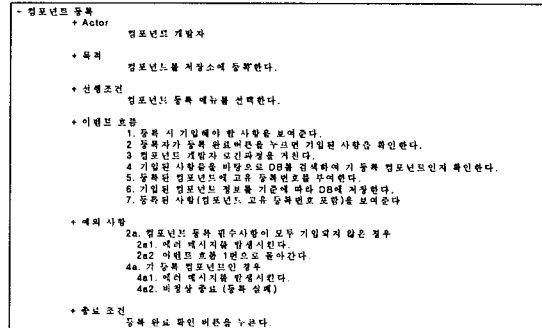 - 컴포넌트 등록
+ Actor
컴포넌트 개발자
+ 목적
컴포넌트를 저장소에 등록한다.
+ 선행조건
컴포넌트 등록 메뉴를 선택한다.
+ 이벤트 흐름
1. 등록 시 기입해야 할 사항을 보여준다.
2 등록자가 등록 완료버튼을 누르면 기입된 사항을 확인한다.
3 컴포넌트 개발자 로긴과정을 거친다.
4 기입된 사항들을 바탕으로 DB를 검색하여 기 등록 컴포넌트인지 확인한다.
5. 등록된 컴포넌트에 고유 등록번호를 부여한다.
6. 기입된 컴포넌트 정보를 기준에 따라 DB에 저장한다.
7. 등록된 사항(컴포넌트 고유 등록번호 포함)을 보여준다
+ 예외 사항
2a. 컴포넌트 등록 필수사항이 모두 기입되지 않은 경우
2a1. 에러 메시지를 발생시킨다.
2a2 이벤트 흐름 1번으로 돌아간다.
4a. 기 등록 컴포넌트인 경우
4a1. 에러 메시지를 발생시킨다.
4a2. 비정상 종료 (등록 실패)
+ 종료 조건
등록 완료 확인 버튼을 누른다.